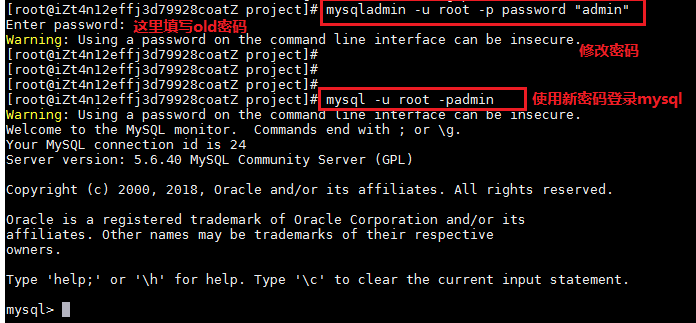 [root@iZt4n12effj3d79928coatZ project]# mysqladmin -u root -p password "admin"
Enter password: 这里填写old密码
Warning: Using a password on the command line interface can be insecure.
修改密码
[root@iZt4n12effj3d79928coatZ project]#
[root@iZt4n12effj3d79928coatZ project]#
[root@iZt4n12effj3d79928coatZ project]# mysql -u root -padmin 使用新密码登录mysql
Warning: Using a password on the command line interface can be insecure.
Welcome to the MySQL monitor.  Commands end with ; or \g.
Your MySQL connection id is 24
Server version: 5.6.40 MySQL Community Server (GPL)
Copyright (c) 2000, 2018, Oracle and/or its affiliates. All rights reserved.
Oracle is a registered trademark of Oracle Corporation and/or its
affiliates. Other names may be trademarks of their respective
owners.
Type 'help;' or '\h' for help. Type '\c' to clear the current input statement.
mysql>